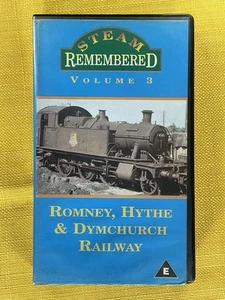 STEAM
REMEMBERED
VOLUME 3
ROMNEY, HYTHE
& DYMCHURCH
RAILWAY
E